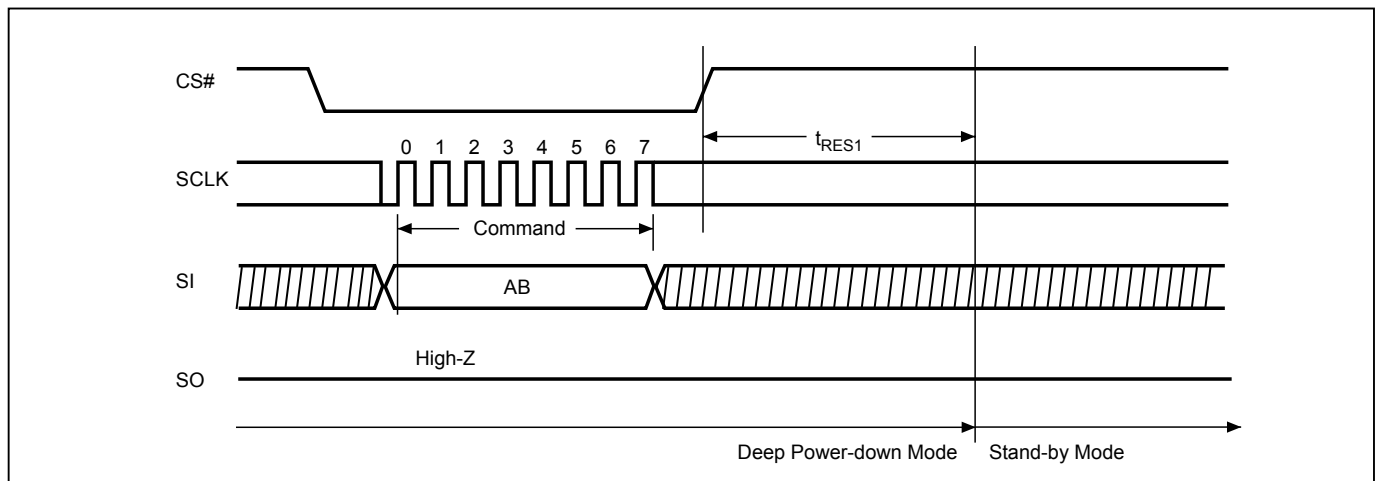 CS#
t_RES1
0 1 2 3 4 5 6 7
SCLK
Command
SI
AB
High-Z
SO
Deep Power-down Mode
Stand-by Mode